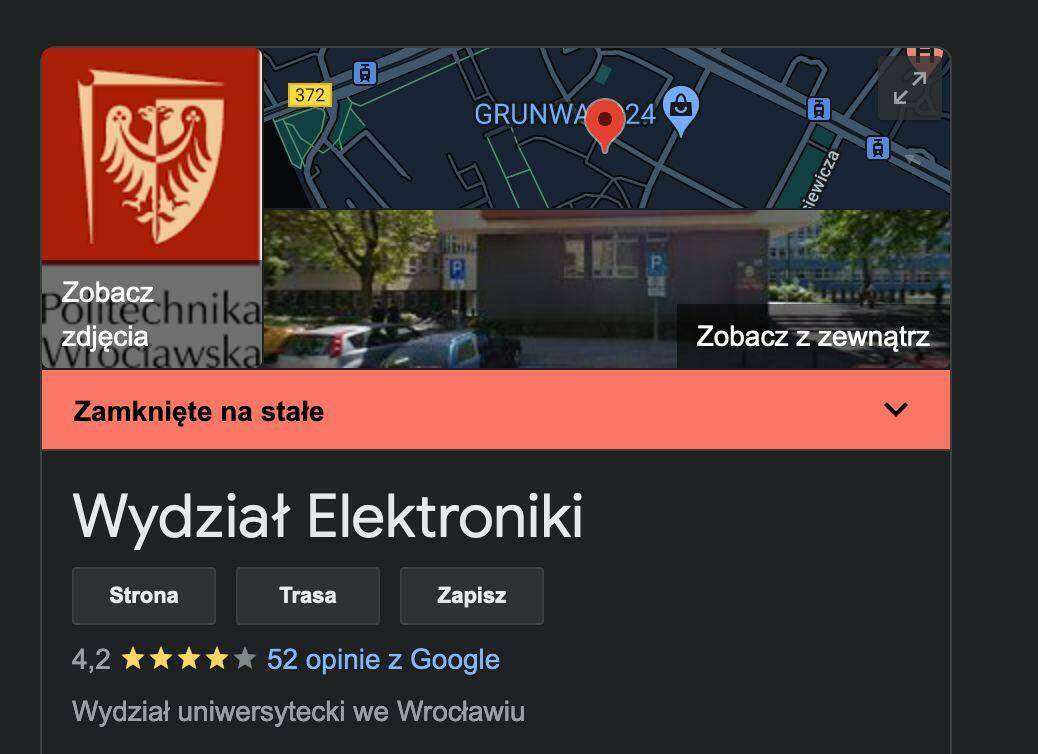 372
GRUNWA
24
siewicza
Zobacz
zdjęcia
Politechnika
Wrocławska
P
P
Zobacz z zewnątrz
Zamknięte na stałe
Wydział Elektroniki
Strona
Trasa
Zapisz
4,2
52 opinie z Google
Wydział uniwersytecki we Wrocławiu